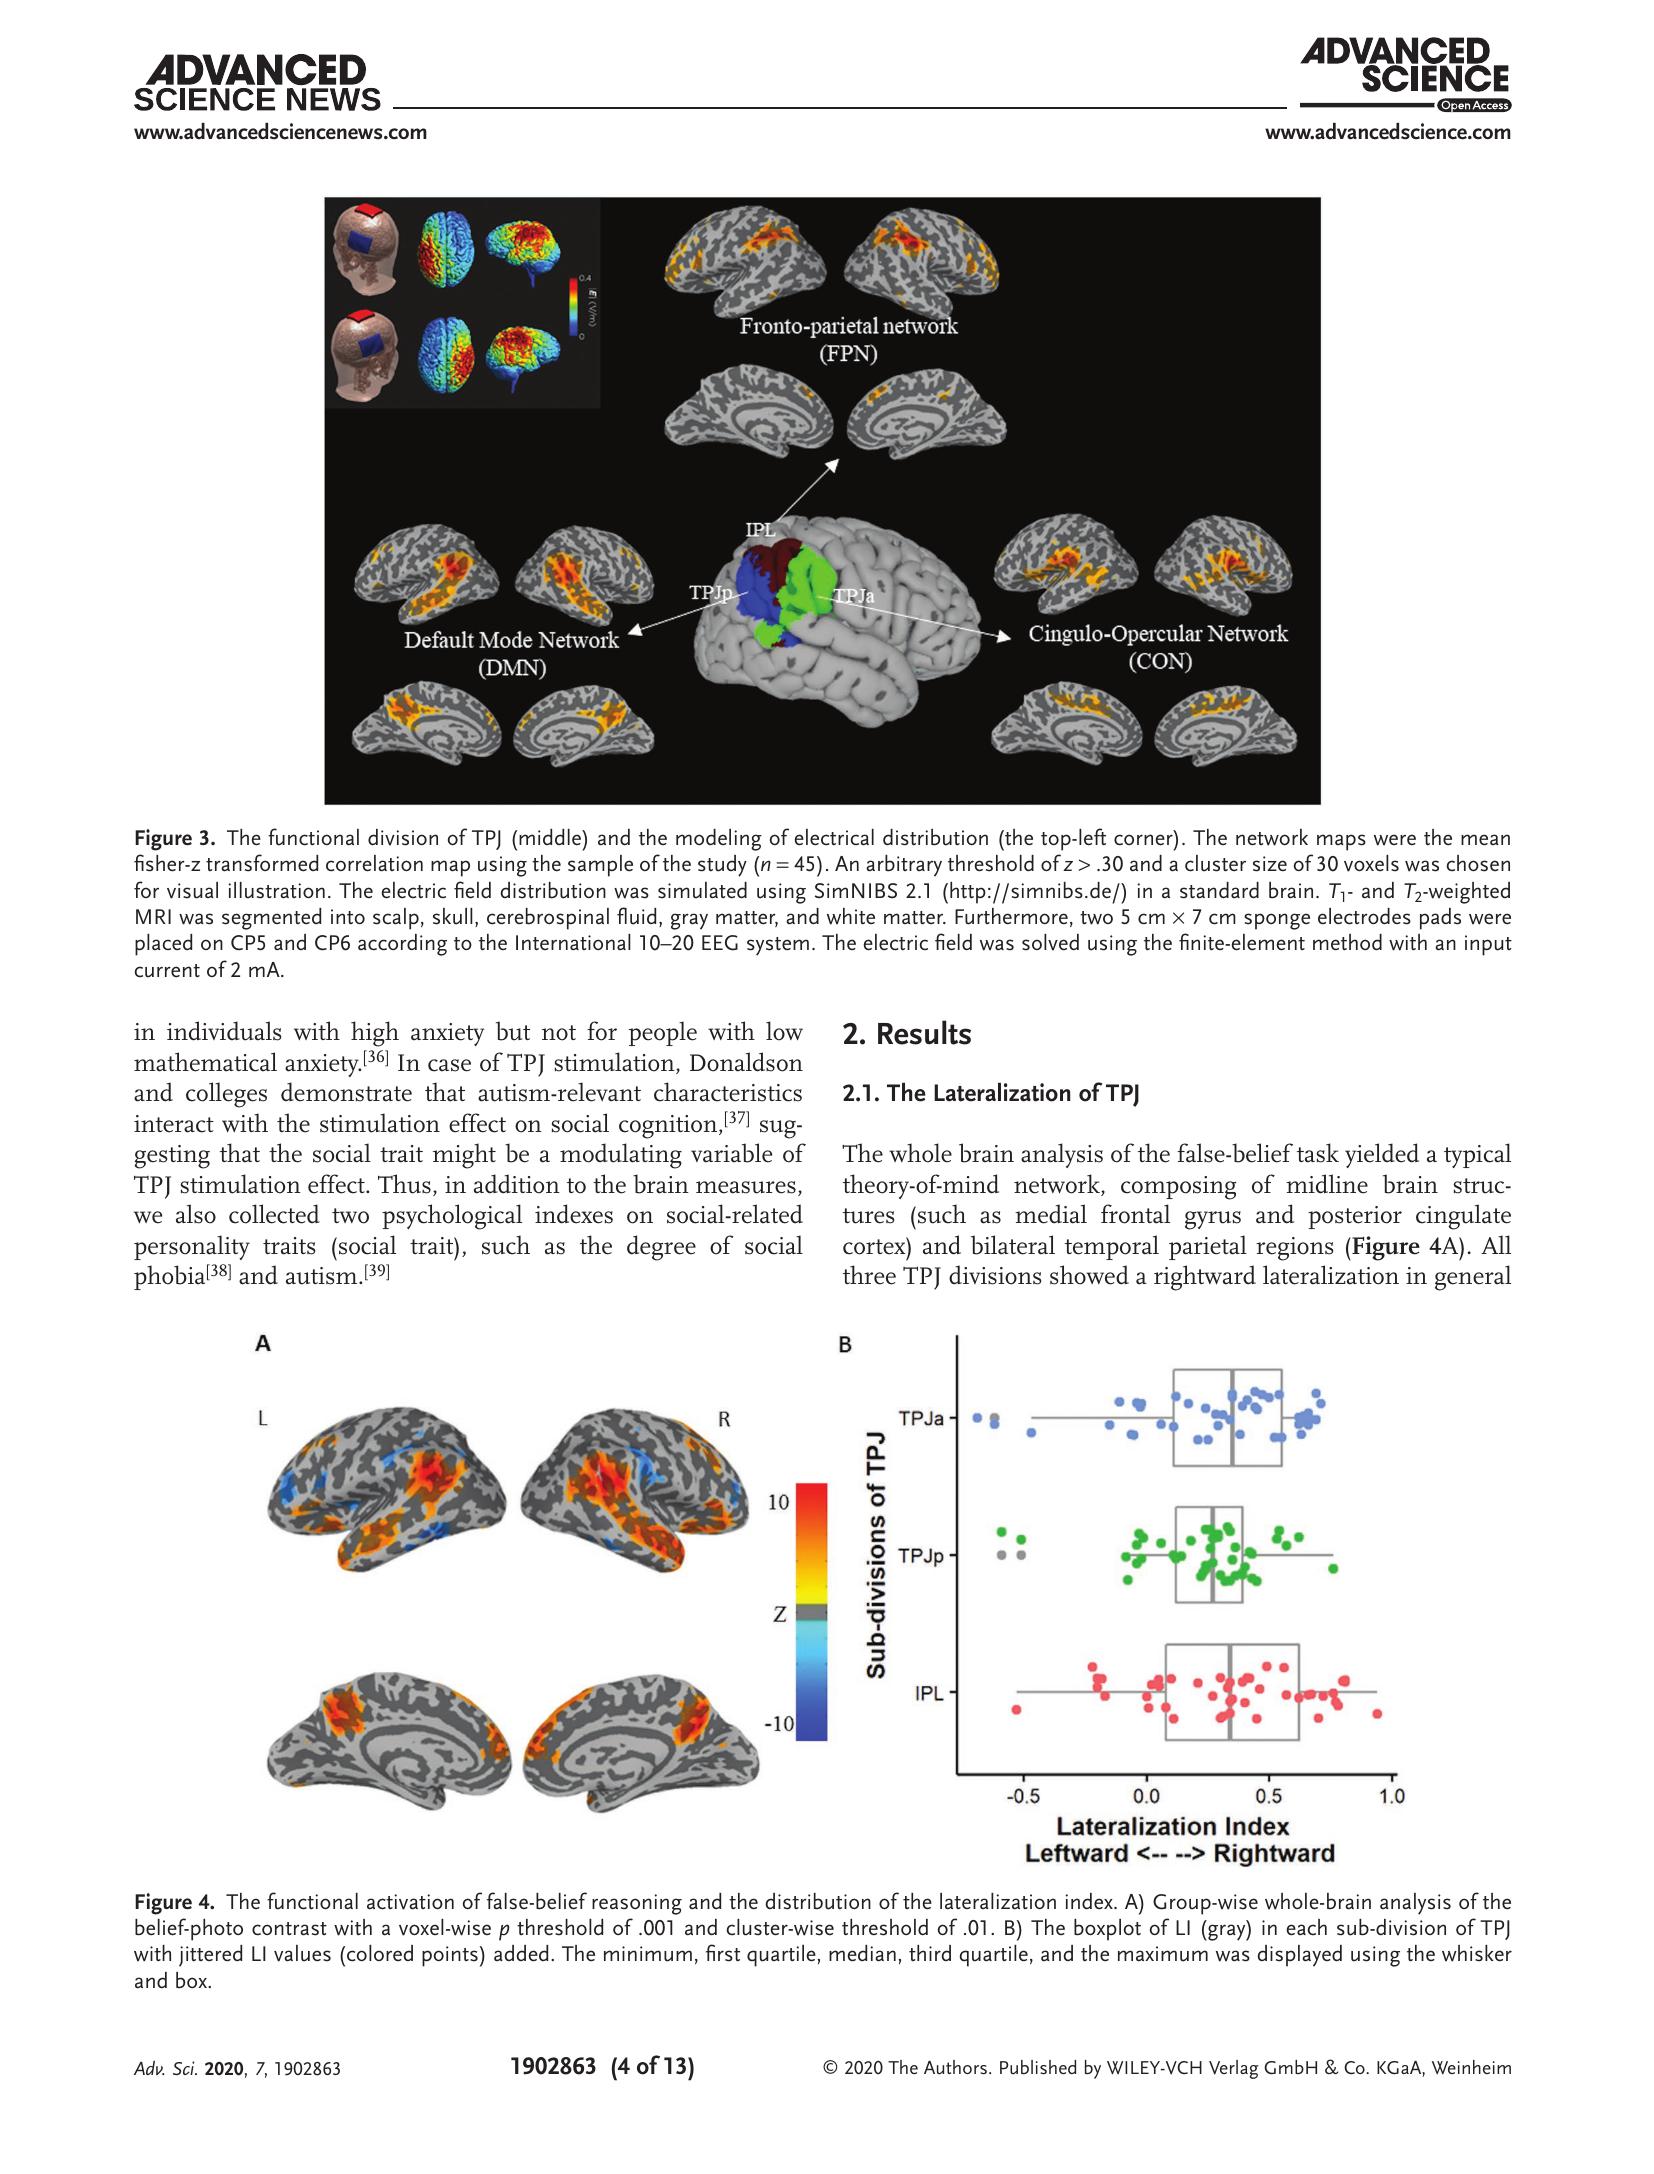 ADVANCED
SCIENCE NEWS
www.advancedsciencenews.com
ADVANCED
SCIENCE
Open Access
www.advancedscience.com
0.4
|E| (V/m)
0
Fronto-parietal network
(FPN)
IPL
TPJp
TPJa
Default Mode Network
(DMN)
Cingulo-Opercular Network
(CON)
Figure 3. The functional division of TPJ (middle) and the modeling of electrical distribution (the top-left corner). The network maps were the mean
fisher-z transformed correlation map using the sample of the study (n = 45). An arbitrary threshold of z > .30 and a cluster size of 30 voxels was chosen
for visual illustration. The electric field distribution was simulated using SimNIBS 2.1 (http://simnibs.de/) in a standard brain. T1- and T2-weighted
MRI was segmented into scalp, skull, cerebrospinal fluid, gray matter, and white matter. Furthermore, two 5 cm × 7 cm sponge electrodes pads were
placed on CP5 and CP6 according to the International 10–20 EEG system. The electric field was solved using the finite-element method with an input
current of 2 mA.
in individuals with high anxiety but not for people with low
mathematical anxiety.[36] In case of TPJ stimulation, Donaldson
and colleges demonstrate that autism-relevant characteristics
interact with the stimulation effect on social cognition,[37] sug-
gesting that the social trait might be a modulating variable of
TPJ stimulation effect. Thus, in addition to the brain measures,
we also collected two psychological indexes on social-related
personality traits (social trait), such as the degree of social
phobia[38] and autism.[39]
2. Results
2.1. The Lateralization of TPJ
The whole brain analysis of the false-belief task yielded a typical
theory-of-mind network, composing of midline brain struc-
tures (such as medial frontal gyrus and posterior cingulate
cortex) and bilateral temporal parietal regions (Figure 4A). All
three TPJ divisions showed a rightward lateralization in general
A
L
R
10
Z
-10
B
Sub-divisions of TPJ
TPJa
TPJp
IPL
-0.5
0.0
0.5
1.0
Lateralization Index
Leftward <-- --> Rightward
Figure 4. The functional activation of false-belief reasoning and the distribution of the lateralization index. A) Group-wise whole-brain analysis of the
belief-photo contrast with a voxel-wise p threshold of .001 and cluster-wise threshold of .01. B) The boxplot of LI (gray) in each sub-division of TPJ
with jittered LI values (colored points) added. The minimum, first quartile, median, third quartile, and the maximum was displayed using the whisker
and box.
Adv. Sci. 2020, 7, 1902863
1902863 (4 of 13)
© 2020 The Authors. Published by WILEY-VCH Verlag GmbH & Co. KGaA, Weinheim